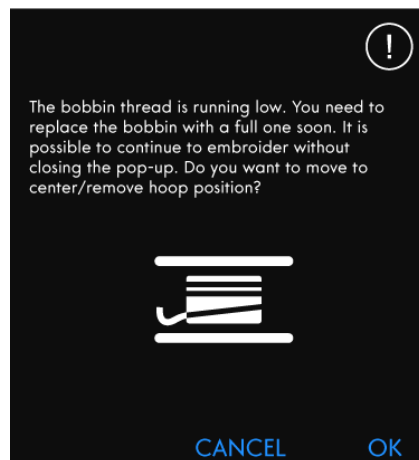 !
The bobbin thread is running low. You need to
replace the bobbin with a full one soon. It is
possible to continue to embroider without
closing the pop-up. Do you want to move to
center/remove hoop position?
CANCEL OK